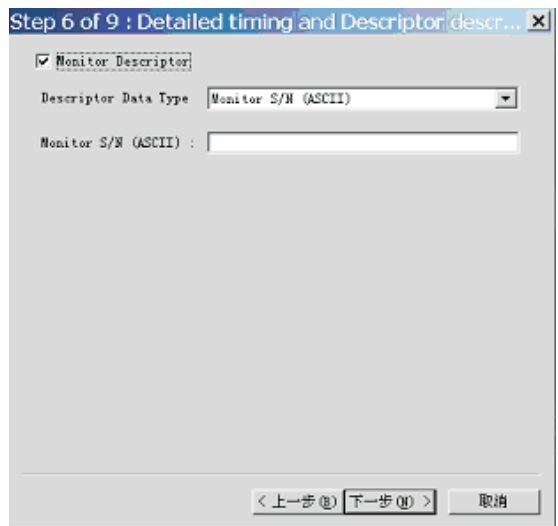 Step 6 of 9 : Detailed timing and Descriptor descr...
Monitor Descriptor
Descriptor Data Type Monitor S/N (ASCII)
Monitor S/N (ASCII) :
< 上一步(B) 下一步(N) > 取消